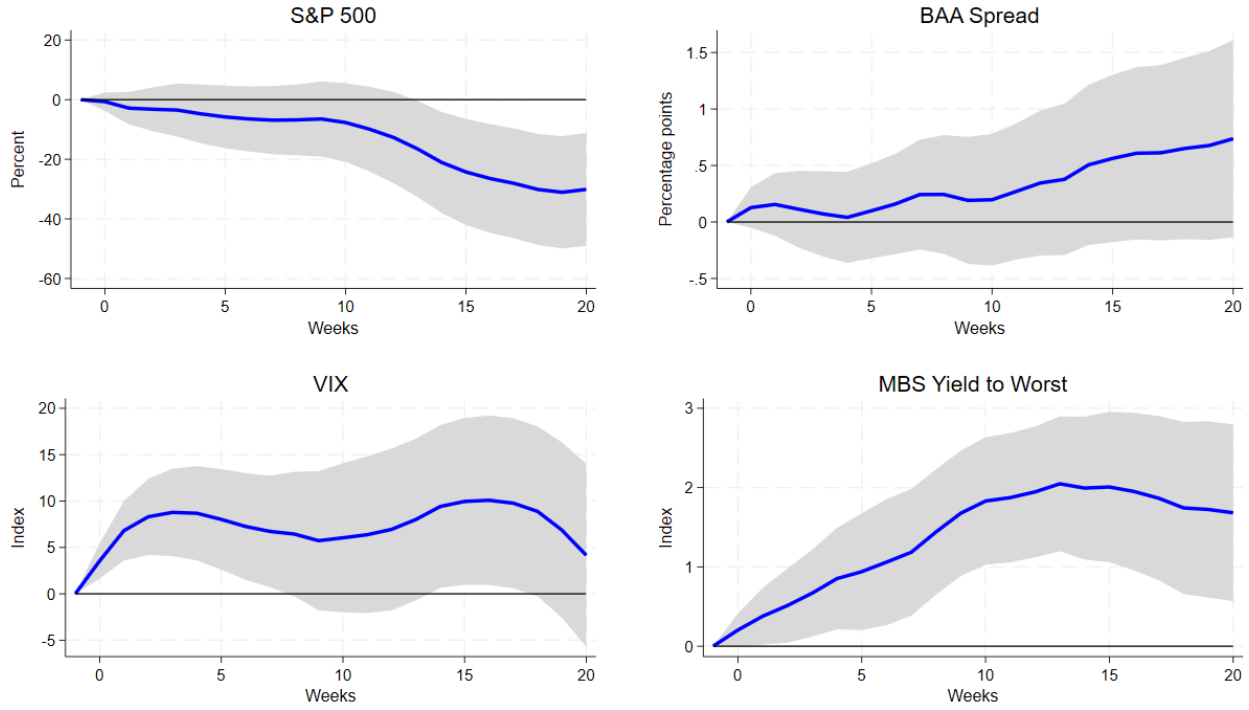 S&P 500
20
0
-20
-40
-60
Percent
0 5 10 15 20
Weeks
BAA Spread
1.5
1
.5
0
-.5
Percentage points
0 5 10 15 20
Weeks
VIX
20
15
10
5
0
-5
Index
0 5 10 15 20
Weeks
MBS Yield to Worst
3
2
1
0
Index
0 5 10 15 20
Weeks